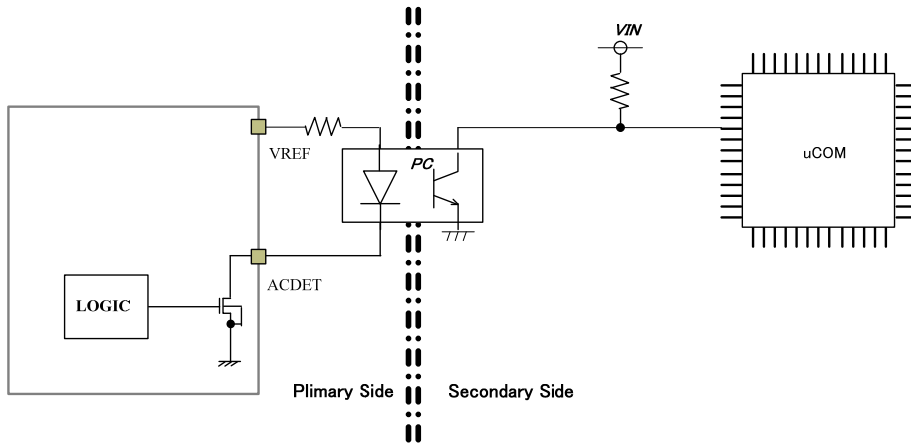 VIN
uCOM
VREF
PC
ACDET
LOGIC
Plimary Side
Secondary Side